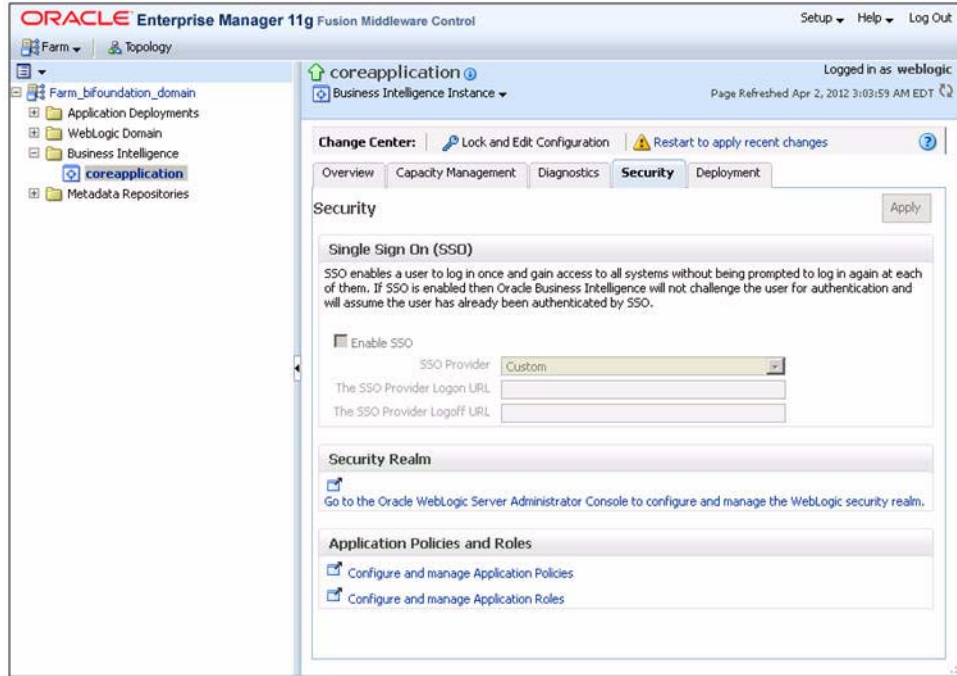 ORACLE Enterprise Manager 11g Fusion Middleware Control
Setup Help Log Out
Farm Topology
Farm_bifoundation_domain
Application Deployments
WebLogic Domain
Business Intelligence
coreapplication
Metadata Repositories
coreapplication
Logged in as weblogic
Business Intelligence Instance
Page Refreshed Apr 2, 2012 3:03:59 AM EDT
Change Center: Lock and Edit Configuration Restart to apply recent changes
Overview Capacity Management Diagnostics Security Deployment
Security
Apply
Single Sign On (SSO)
SSO enables a user to log in once and gain access to all systems without being prompted to log in again at each
of them. If SSO is enabled then Oracle Business Intelligence will not challenge the user for authentication and
will assume the user has already been authenticated by SSO.
Enable SSO
SSO Provider Custom
The SSO Provider Logon URL
The SSO Provider Logoff URL
Security Realm
Go to the Oracle WebLogic Server Administrator Console to configure and manage the WebLogic security realm.
Application Policies and Roles
Configure and manage Application Policies
Configure and manage Application Roles